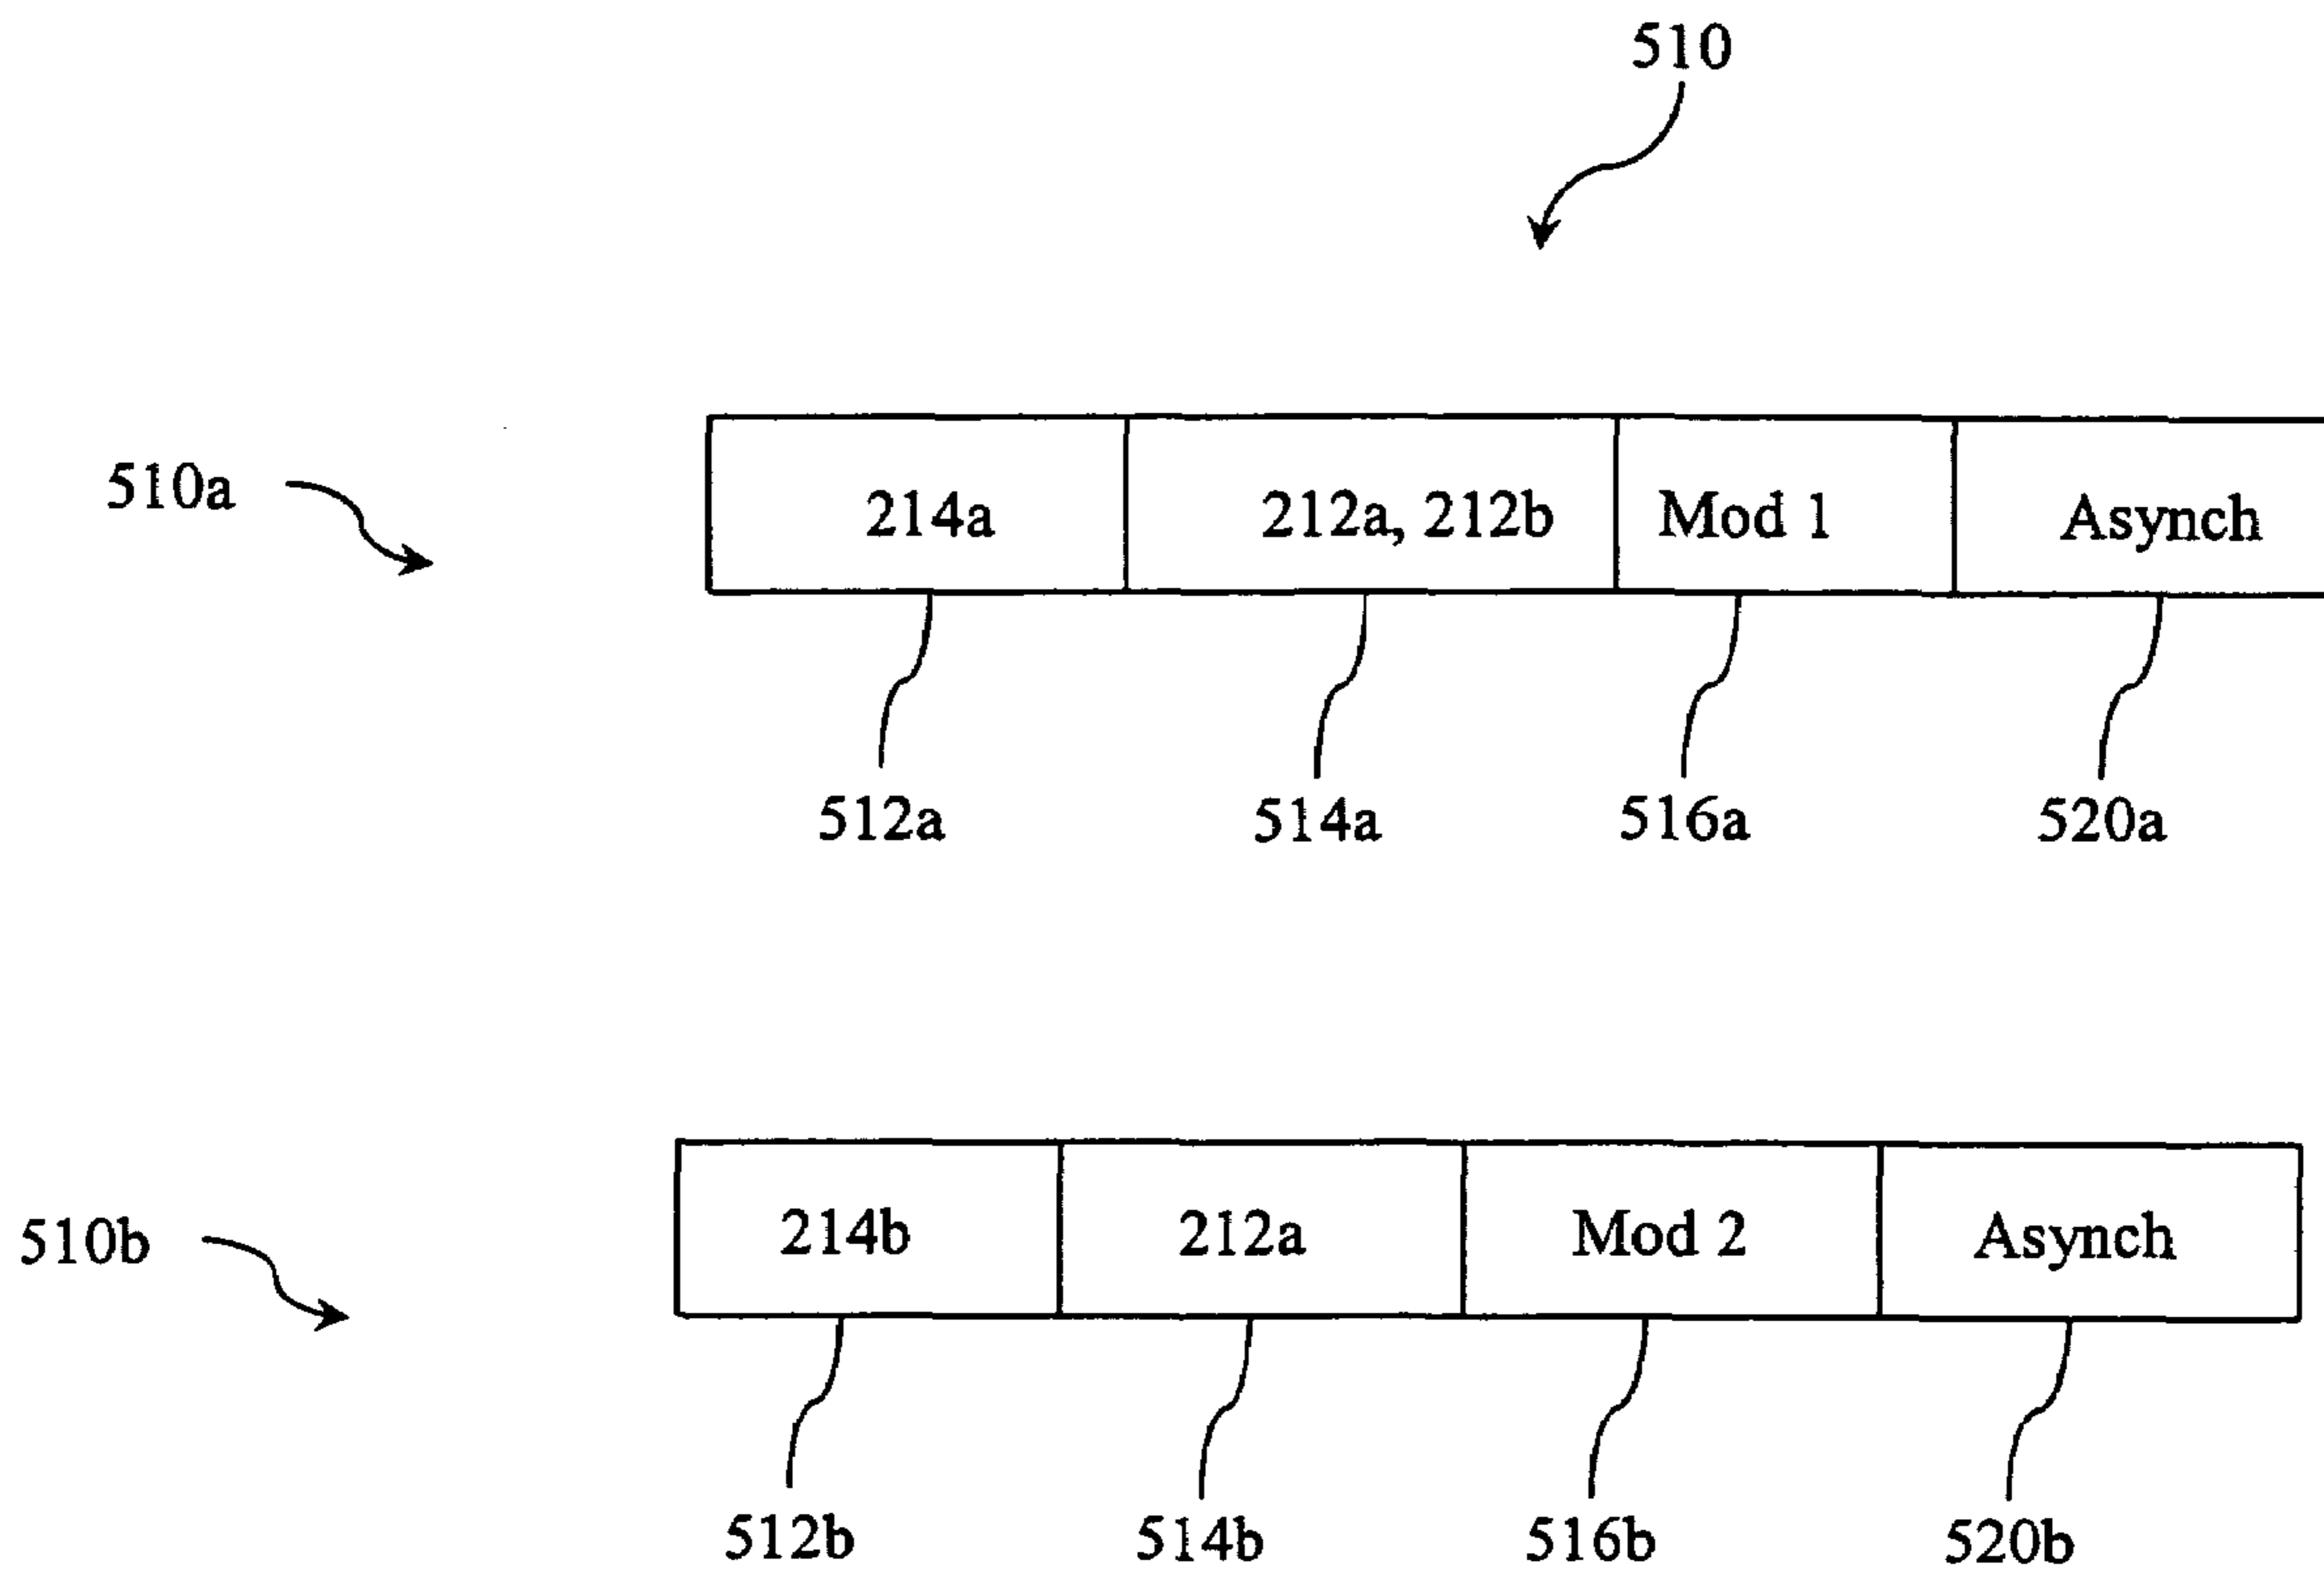 510
510a
214a 212a, 212b Mod 1 Asynch
512a 514a 516a 520a
510b
214b 212a Mod 2 Asynch
512b 514b 516b 520b